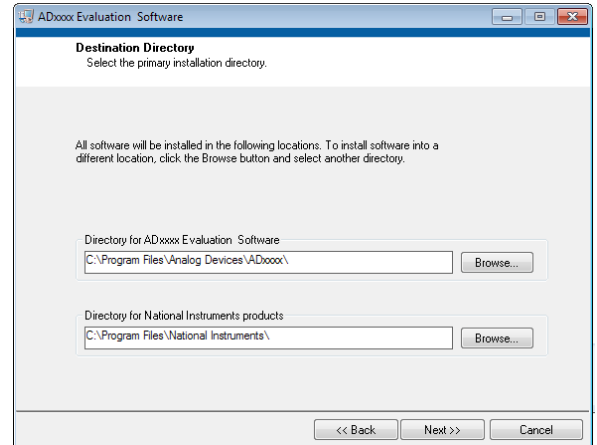 ADxxxx Evaluation Software
Destination Directory
Select the primary installation directory.
All software will be installed in the following locations. To install software into a
different location, click the Browse button and select another directory.
Directory for ADxxxx Evaluation Software
C:\Program Files\Analog Devices\ADxxxx\
Browse...
Directory for National Instruments products
C:\Program Files\National Instruments\
Browse...
<< Back
Next >>
Cancel